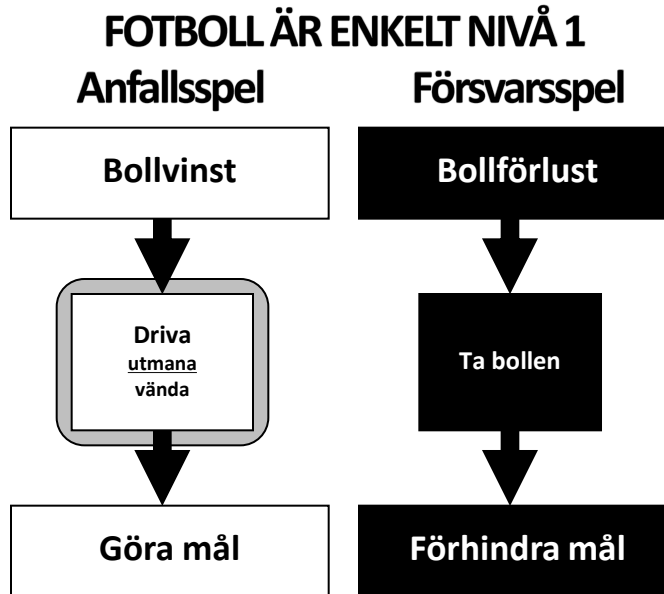 FOTBOLL ÄR ENKELT NIVÅ 1
Anfallsspel
Försvarsspel
Bollvinst
Bollförlust
Driva
utmana
vända
Ta bollen
Göra mål
Förhindra mål